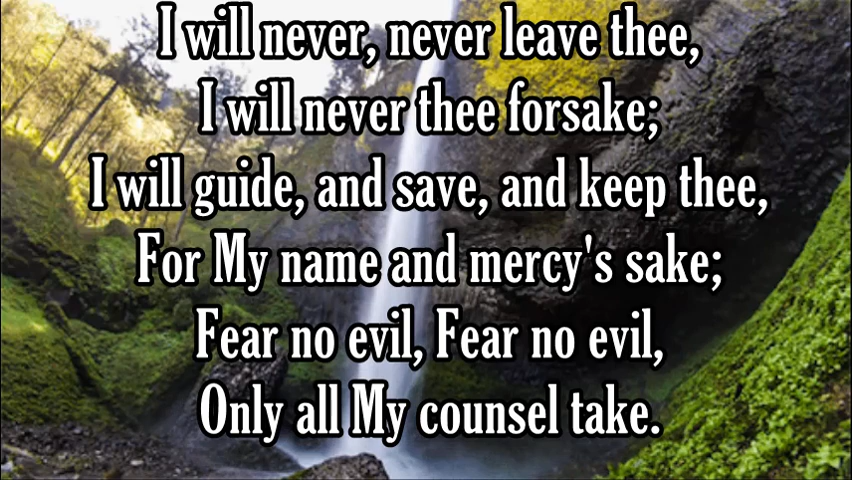 I will never, never leave thee,
I will never thee forsake;
I will guide, and save, and keep thee,
For My name and mercy's sake;
Fear no evil, Fear no evil,
Only all My counsel take.